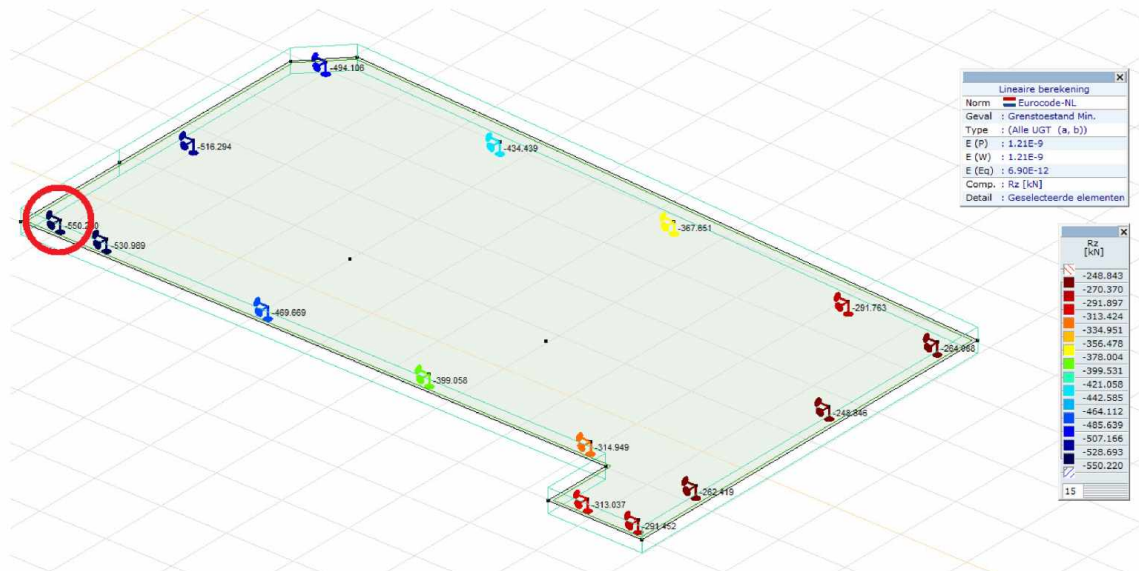 -494.106
-516.294
-434.439
-530.989
-367.651
-469.669
-291.763
-264.068
-399.058
-248.846
-314.949
-262.419
-313.037
-291.452
Lineaire berekening
Norm Eurocode-NL
Geval : Grenstoestand Min.
Type : (Alle UGT (a, b))
E (P) : 1.21E-9
E (W) : 1.21E-9
E (Eq) : 6.90E-12
Comp. : Rz [kN]
Detail : Geselecteerde elementen
Rz
[kN]
-248.843
-270.370
-291.897
-313.424
-334.951
-356.478
-378.004
-399.531
-421.058
-442.585
-464.112
-485.639
-507.166
-528.693
-550.220
15